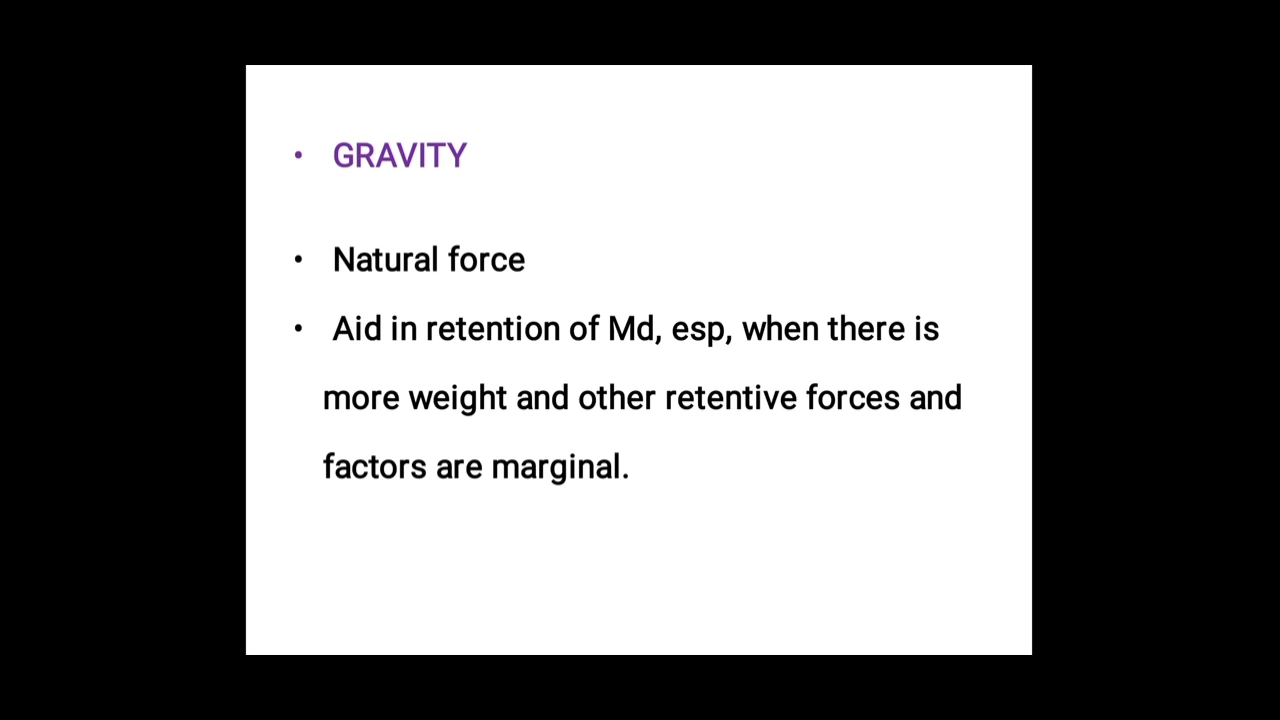 • GRAVITY
• Natural force
• Aid in retention of Md, esp, when there is
more weight and other retentive forces and
factors are marginal.